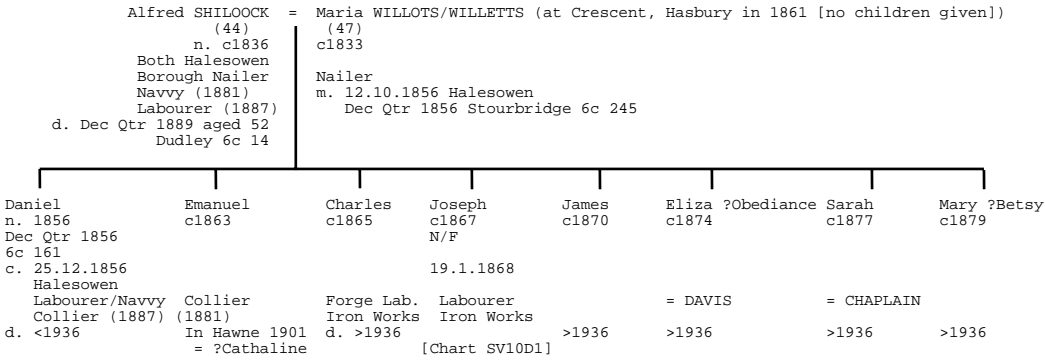 Alfred SHILOOCK = Maria WILLOTS/WILLETTS (at Crescent, Hasbury in 1861 [no children given])
(44) (47)
n. c1836 c1833
Both Halesowen
Borough Nailer Nailer
Navvy (1881) m. 12.10.1856 Halesowen
Labourer (1887) Dec Qtr 1856 Stourbridge 6c 245
d. Dec Qtr 1889 aged 52
Dudley 6c 14
Daniel Emanuel Charles Joseph James Eliza ?Obediance Sarah Mary ?Betsy
n. 1856 c1863 c1865 c1867 c1870 c1874 c1877 c1879
Dec Qtr 1856 N/F
6c 161
c. 25.12.1856 19.1.1868
Halesowen
Labourer/Navvy Collier Forge Lab. Labourer = DAVIS = CHAPLAIN
Collier (1887) (1881) Iron Works Iron Works
d. <1936 In Hawne 1901 d. >1936 >1936 >1936 >1936 >1936
= ?Cathaline [Chart SV10D1]